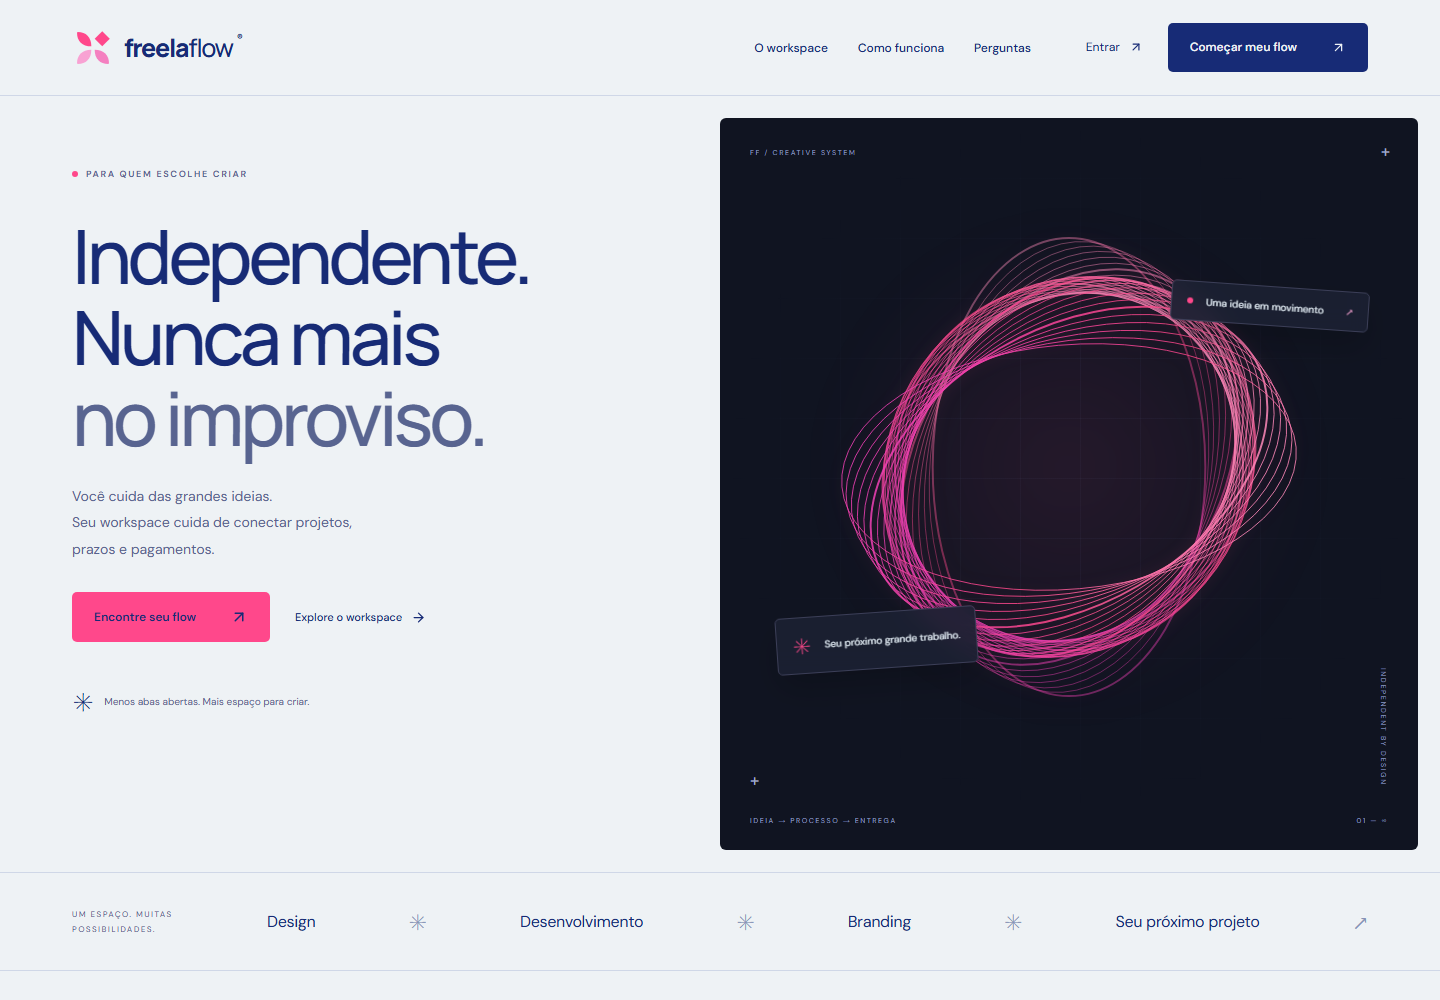 freelaflow®
O workspace
Como funciona
Perguntas
Entrar
Começar meu flow
PARA QUEM ESCOLHE CRIAR
Independente.
Nunca mais
no improviso.
Você cuida das grandes ideias.
Seu workspace cuida de conectar projetos,
prazos e pagamentos.
Encontre seu flow
Explore o workspace
Menos abas abertas. Mais espaço para criar.
FF / CREATIVE SYSTEM
Uma ideia em movimento
Seu próximo grande trabalho.
INDEPENDENT BY DESIGN
IDEIA → PROCESSO → ENTREGA
01 — ∞
UM ESPAÇO. MUITAS
POSSIBILIDADES.
Design
Desenvolvimento
Branding
Seu próximo projeto